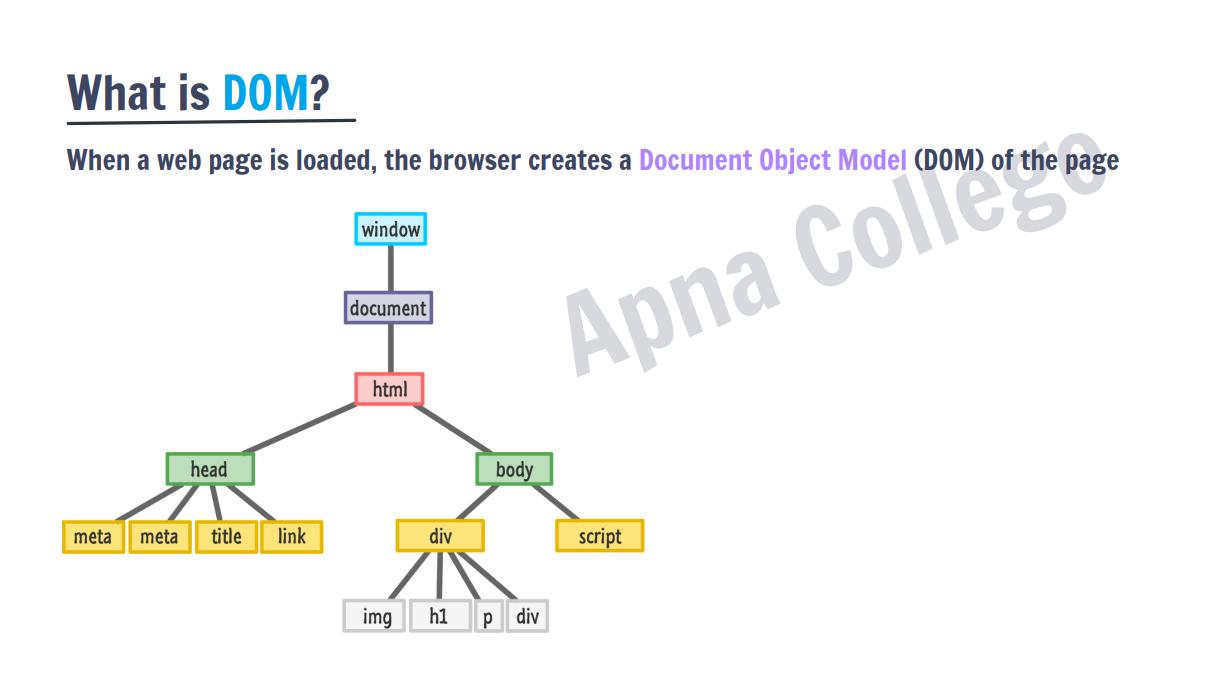 What is DOM?
When a web page is loaded, the browser creates a Document Object Model (DOM) of the page
Apna College
window
document
html
head body
meta meta title link div script
img h1 p div